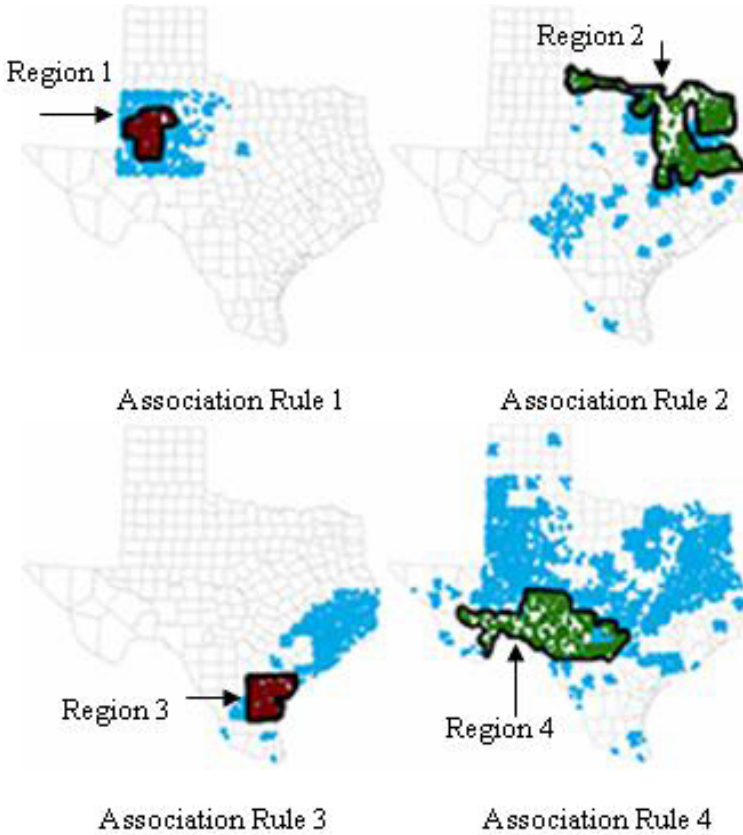 Region 1
Region 2
Association Rule 1
Association Rule 2
Region 3
Region 4
Association Rule 3
Association Rule 4